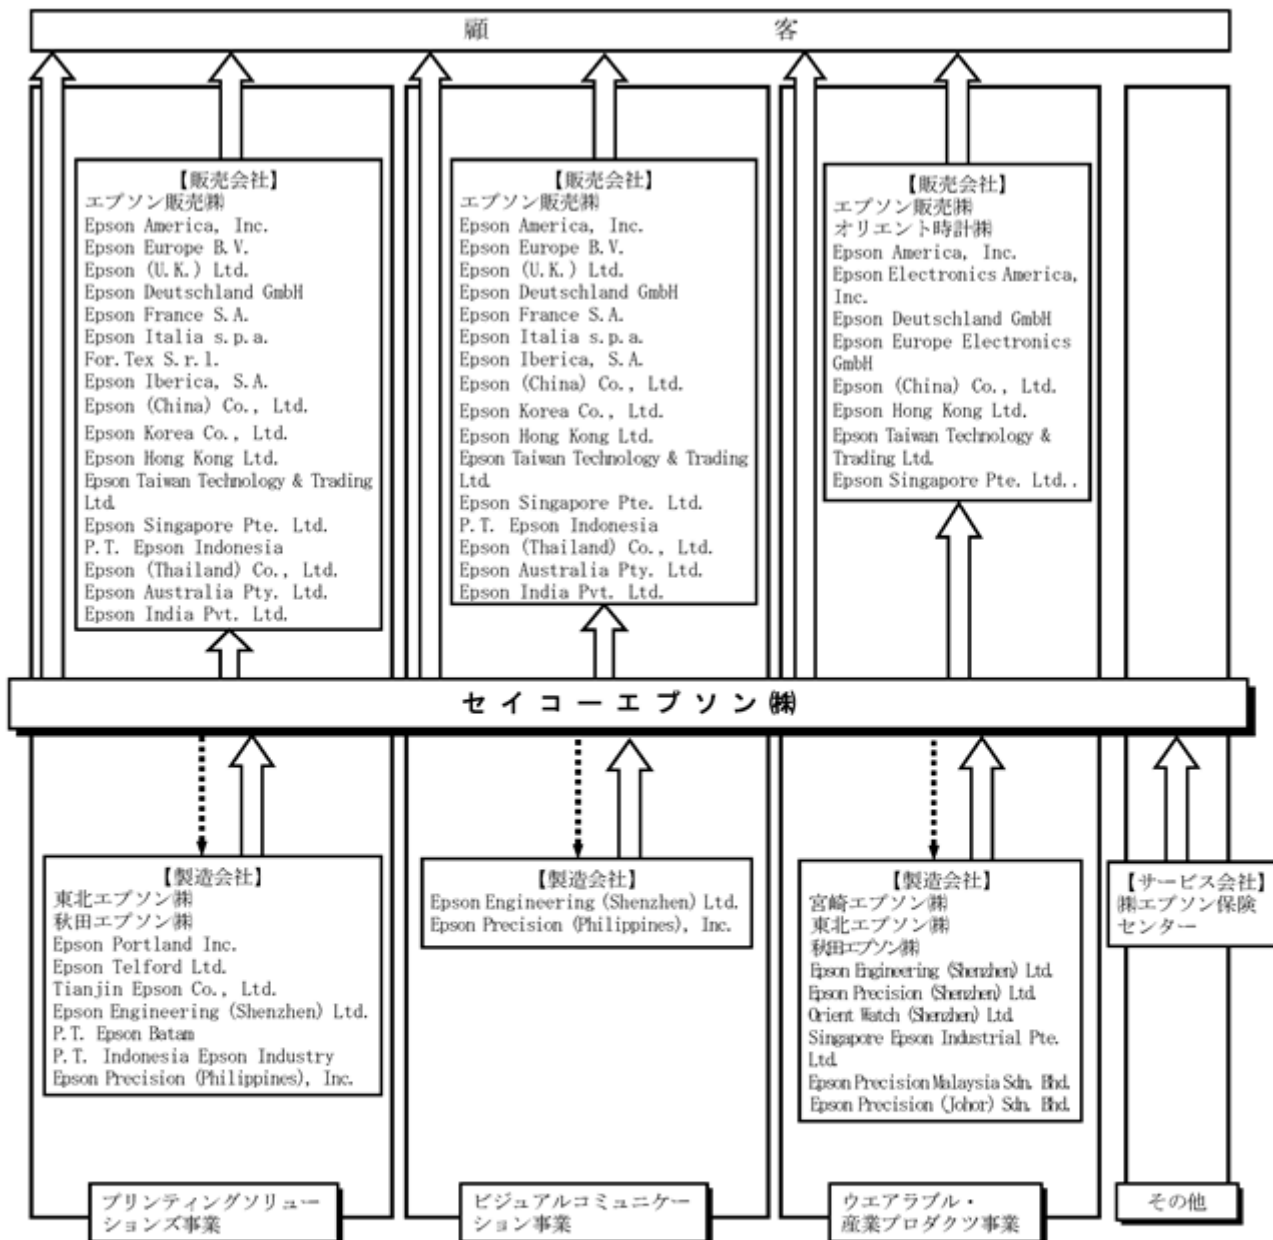 顧客
【販売会社】
エプソン販売㈱
Epson America, Inc.
Epson Europe B.V.
Epson (U.K.) Ltd.
Epson Deutschland GmbH
Epson France S.A.
Epson Italia s.p.a.
For.Tex S.r.l.
Epson Iberica, S.A.
Epson (China) Co., Ltd.
Epson Korea Co., Ltd.
Epson Hong Kong Ltd.
Epson Taiwan Technology & Trading
Ltd.
Epson Singapore Pte. Ltd.
P.T. Epson Indonesia
Epson (Thailand) Co., Ltd.
Epson Australia Pty. Ltd.
Epson India Pvt. Ltd.
【販売会社】
エプソン販売㈱
Epson America, Inc.
Epson Europe B.V.
Epson (U.K.) Ltd.
Epson Deutschland GmbH
Epson France S.A.
Epson Italia s.p.a.
Epson Iberica, S.A.
Epson (China) Co., Ltd.
Epson Korea Co., Ltd.
Epson Hong Kong Ltd.
Epson Taiwan Technology & Trading
Ltd.
Epson Singapore Pte. Ltd.
P.T. Epson Indonesia
Epson (Thailand) Co., Ltd.
Epson Australia Pty. Ltd.
Epson India Pvt. Ltd.
【販売会社】
エプソン販売㈱
オリエント時計㈱
Epson America, Inc.
Epson Electronics America,
Inc.
Epson Deutschland GmbH
Epson Europe Electronics
GmbH
Epson (China) Co., Ltd.
Epson Hong Kong Ltd.
Epson Taiwan Technology &
Trading Ltd.
Epson Singapore Pte. Ltd..
セイコーエプソン㈱
【製造会社】
東北エプソン㈱
秋田エプソン㈱
Epson Portland Inc.
Epson Telford Ltd.
Tianjin Epson Co., Ltd.
Epson Engineering (Shenzhen) Ltd.
P.T. Epson Batam
P.T. Indonesia Epson Industry
Epson Precision (Philippines), Inc.
【製造会社】
Epson Engineering (Shenzhen) Ltd.
Epson Precision (Philippines), Inc.
【製造会社】
宮崎エプソン㈱
東北エプソン㈱
秋田エプソン㈱
Epson Engineering (Shenzhen) Ltd.
Epson Precision (Shenzhen) Ltd.
Orient Watch (Shenzhen) Ltd.
Singapore Epson Industrial Pte.
Ltd.
Epson Precision Malaysia Sdn. Bhd.
Epson Precision (Johor) Sdn. Bhd.
【サービス会社】
㈱エプソン保険
センター
プリンティングソリュー
ションズ事業
ビジュアルコミュニケー
ション事業
ウエアラブル・
産業プロダクツ事業
その他